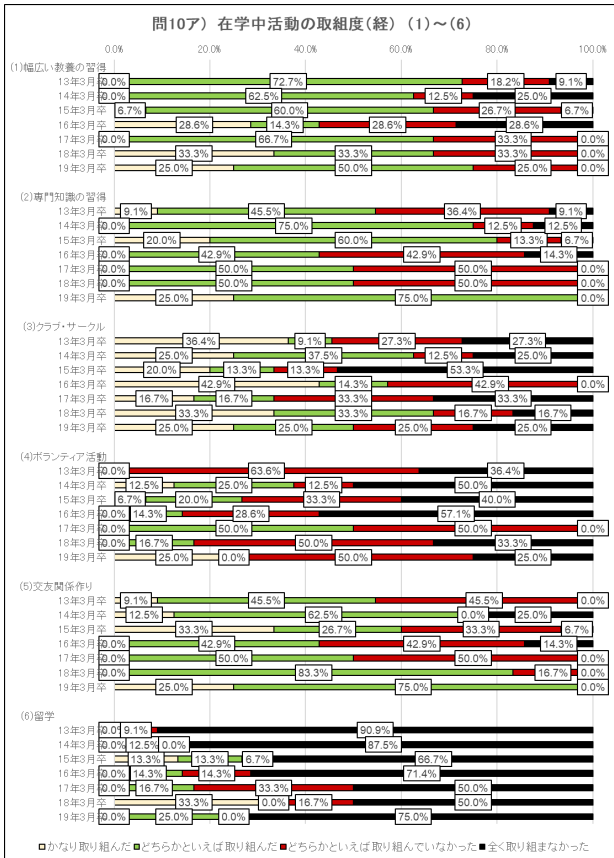 問10ア）在学中活動の取組度(経)（1)～(6)
0.0% 20.0% 40.0% 60.0% 80.0% 100.0%
(1)幅広い教養の習得
13年3月卒 0.0% 72.7% 18.2% 9.1%
14年3月卒 0.0% 62.5% 12.5% 25.0%
15年3月卒 6.7% 60.0% 26.7% 6.7%
16年3月卒 28.6% 14.3% 28.6% 28.6%
17年3月卒 0.0% 66.7% 33.3% 0.0%
18年3月卒 33.3% 33.3% 33.3% 0.0%
19年3月卒 25.0% 50.0% 25.0% 0.0%
(2)専門知識の習得
13年3月卒 9.1% 45.5% 36.4% 9.1%
14年3月卒 0.0% 75.0% 12.5% 12.5%
15年3月卒 20.0% 60.0% 13.3% 6.7%
16年3月卒 0.0% 42.9% 42.9% 14.3%
17年3月卒 0.0% 50.0% 50.0% 0.0%
18年3月卒 0.0% 50.0% 50.0% 0.0%
19年3月卒 25.0% 75.0% 0.0%
(3)クラブ・サークル
13年3月卒 36.4% 9.1% 27.3% 27.3%
14年3月卒 25.0% 37.5% 12.5% 25.0%
15年3月卒 20.0% 13.3% 13.3% 53.3%
16年3月卒 42.9% 14.3% 42.9% 0.0%
17年3月卒 16.7% 16.7% 33.3% 33.3%
18年3月卒 33.3% 33.3% 16.7% 16.7%
19年3月卒 25.0% 25.0% 25.0% 25.0%
(4)ボランティア活動
13年3月卒 0.0% 63.6% 36.4%
14年3月卒 12.5% 25.0% 12.5% 50.0%
15年3月卒 6.7% 20.0% 33.3% 40.0%
16年3月卒 0.0% 14.3% 28.6% 57.1%
17年3月卒 0.0% 50.0% 50.0% 0.0%
18年3月卒 0.0% 16.7% 50.0% 33.3%
19年3月卒 25.0% 0.0% 50.0% 25.0%
(5)交友関係作り
13年3月卒 9.1% 45.5% 45.5% 0.0%
14年3月卒 12.5% 62.5% 0.0% 25.0%
15年3月卒 33.3% 26.7% 33.3% 6.7%
16年3月卒 0.0% 42.9% 42.9% 14.3%
17年3月卒 0.0% 50.0% 50.0% 0.0%
18年3月卒 0.0% 83.3% 16.7% 0.0%
19年3月卒 25.0% 75.0% 0.0%
(6)留学
13年3月卒 0.0% 9.1% 90.9%
14年3月卒 0.0% 12.5% 0.0% 87.5%
15年3月卒 13.3% 13.3% 6.7% 66.7%
16年3月卒 0.0% 14.3% 14.3% 71.4%
17年3月卒 0.0% 16.7% 33.3% 50.0%
18年3月卒 33.3% 0.0% 16.7% 50.0%
19年3月卒 0.0% 25.0% 0.0% 75.0%
かなり取り組んだ どちらかといえば取り組んだ どちらかといえば取り組んでいなかった 全く取り組まなかった